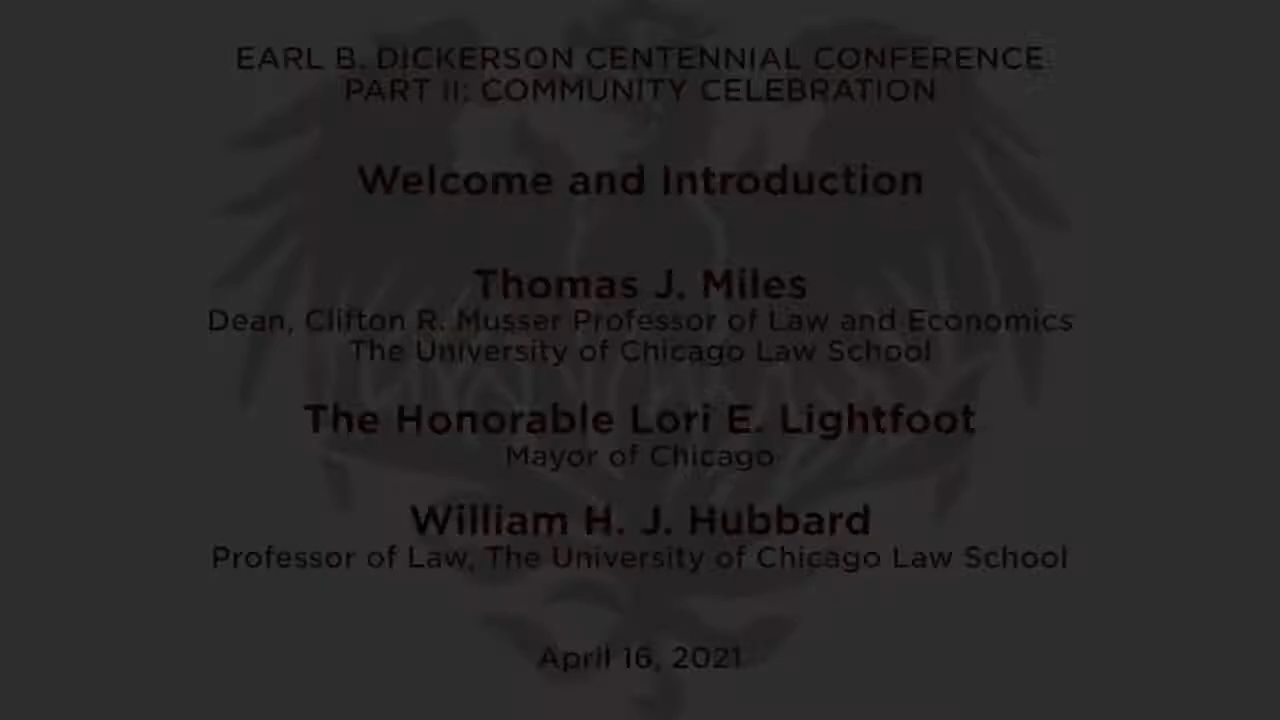 EARL B. DICKERSON CENTENNIAL CONFERENCE
PART II: COMMUNITY CELEBRATION
Welcome and Introduction
Thomas J. Miles
Dean, Clifton R. Musser Professor of Law and Economics
The University of Chicago Law School
The Honorable Lori E. Lightfoot
Mayor of Chicago
William H. J. Hubbard
Professor of Law, The University of Chicago Law School
April 16, 2021